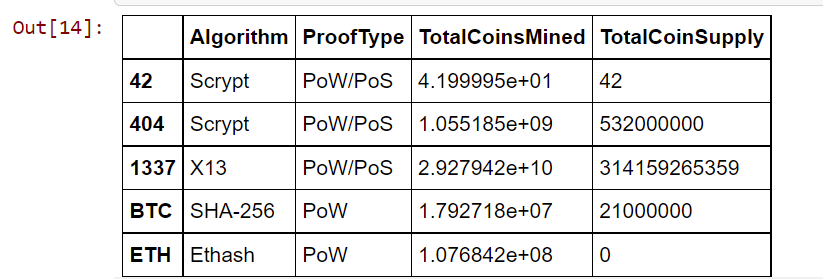 Out[14]:
Algorithm ProofType TotalCoinsMined TotalCoinSupply
42 Scrypt PoW/PoS 4.199995e+01 42
404 Scrypt PoW/PoS 1.055185e+09 532000000
1337 X13 PoW/PoS 2.927942e+10 314159265359
BTC SHA-256 PoW 1.792718e+07 21000000
ETH Ethash PoW 1.076842e+08 0